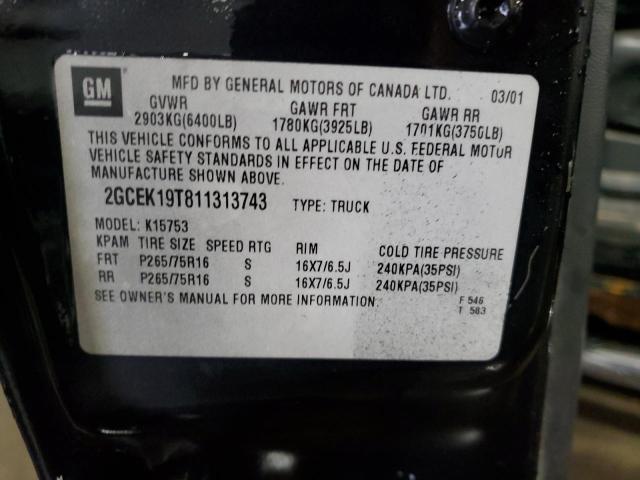 GM
MFD BY GENERAL MOTORS OF CANADA LTD. 03/01
GVWR GAWR FRT GAWR RR
2903KG(6400LB) 1780KG(3925LB) 1701KG(3750LB)
THIS VEHICLE CONFORMS TO ALL APPLICABLE U.S. FEDERAL MOTOR
VEHICLE SAFETY STANDARDS IN EFFECT ON THE DATE OF
MANUFACTURE SHOWN ABOVE.
2GCEK19T811313743 TYPE: TRUCK
MODEL: K15753
KPAM TIRE SIZE SPEED RTG RIM COLD TIRE PRESSURE
FRT P265/75R16 S 16X7/6.5J 240KPA(35PSI)
RR P265/75R16 S 16X7/6.5J 240KPA(35PSI)
SEE OWNER'S MANUAL FOR MORE INFORMATION. F 546
T 583